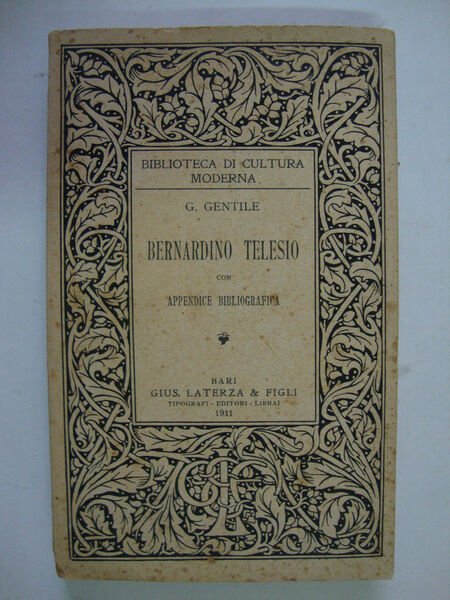 BIBLIOTECA DI CULTURA
MODERNA
G. GENTILE
BERNARDINO TELESIO
CON
APPENDICE BIBLIOGRAFICA
BARI
GIUS. LATERZA & FIGLI
TIPOGRAFI - EDITORI - LIBRAI
1911